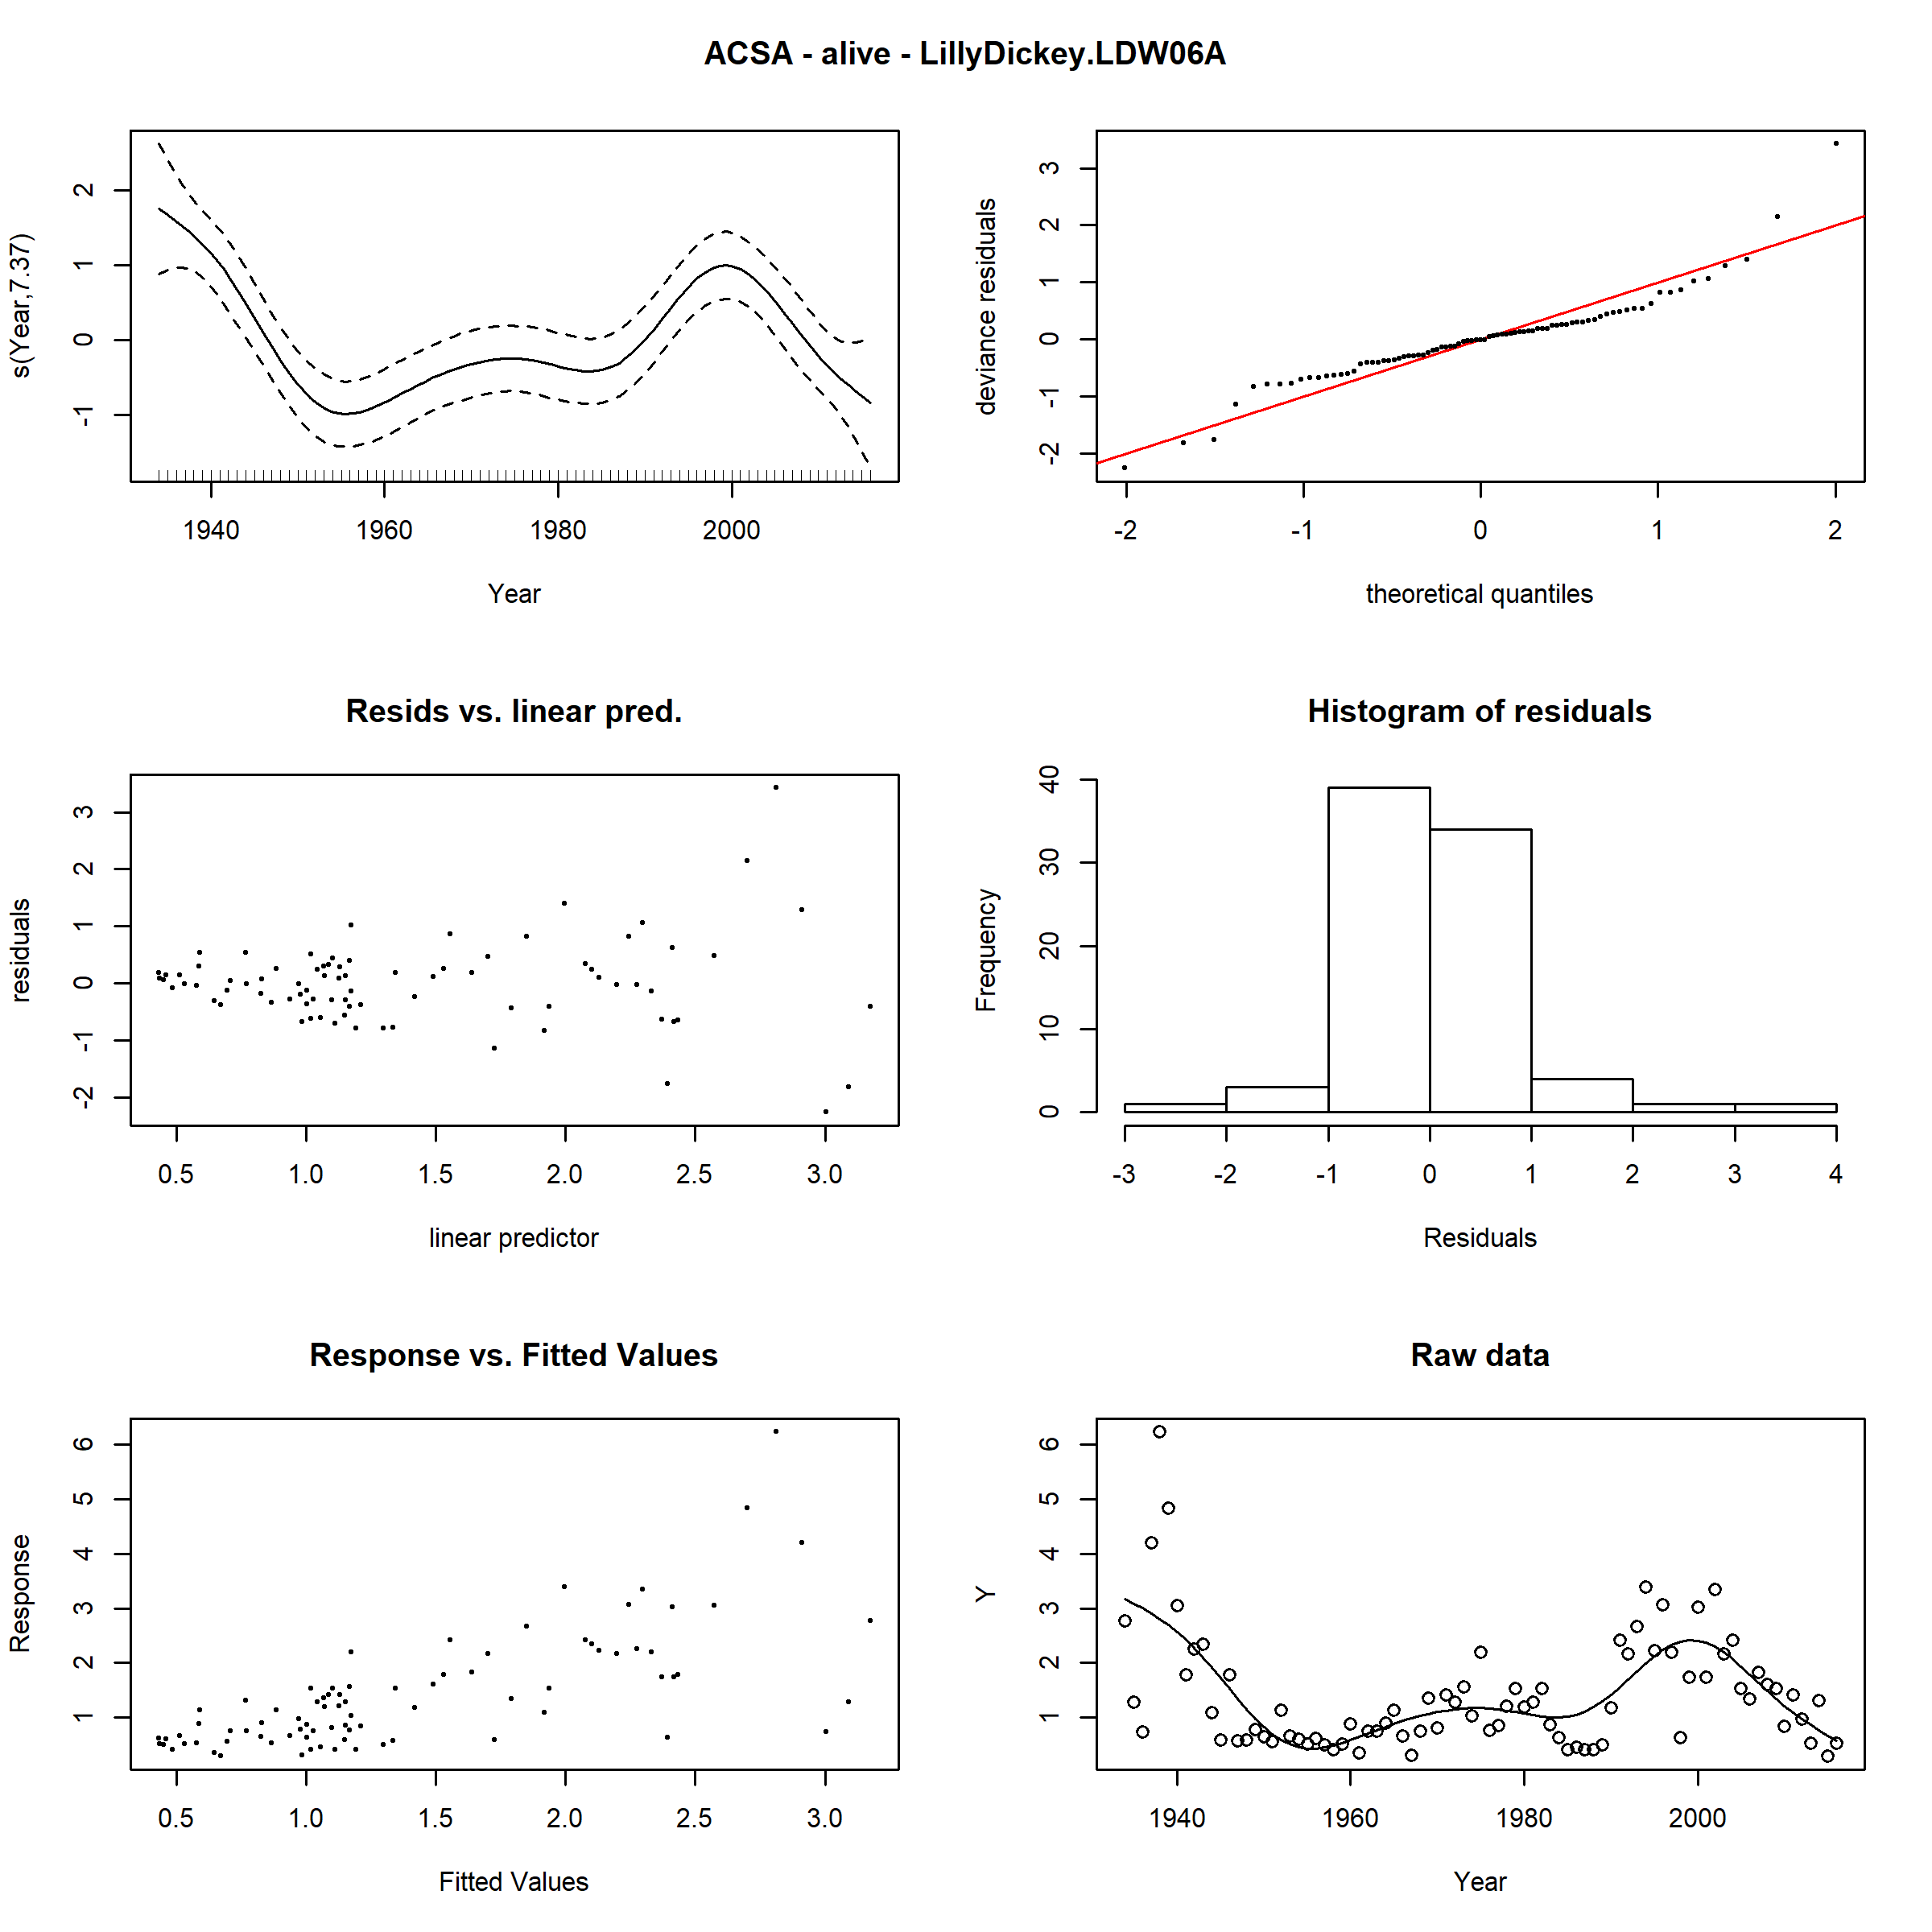 ACSA - alive - LillyDickey.LDW06A
s(Year,7.37)
2
1
0
-1
1940 1960 1980 2000
Year
deviance residuals
3
2
1
0
-1
-2
-2 -1 0 1 2
theoretical quantiles
Resids vs. linear pred.
residuals
3
2
1
0
-1
-2
0.5 1.0 1.5 2.0 2.5 3.0
linear predictor
Histogram of residuals
Frequency
40
30
20
10
0
-3 -2 -1 0 1 2 3 4
Residuals
Response vs. Fitted Values
Response
6
5
4
3
2
1
0.5 1.0 1.5 2.0 2.5 3.0
Fitted Values
Raw data
Y
6
5
4
3
2
1
1940 1960 1980 2000
Year